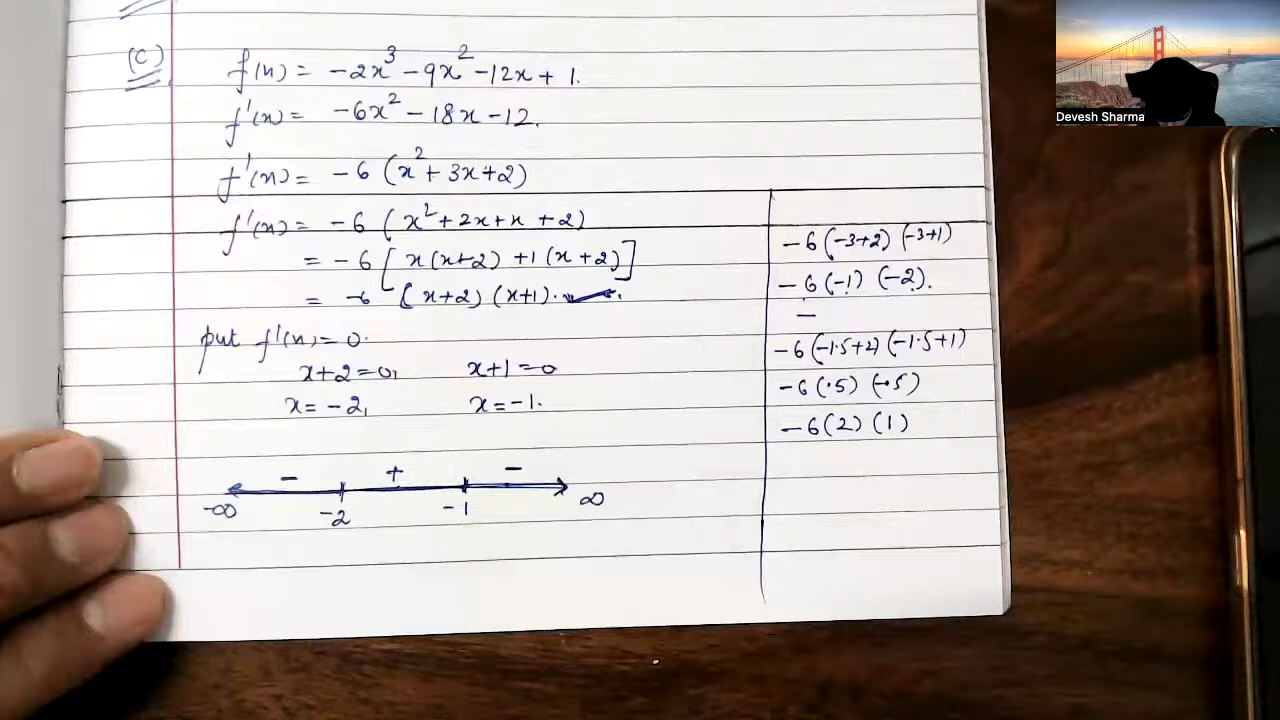 (C) f(x) = -2x³ - 9x² - 12x + 1.
f'(x) = -6x² - 18x - 12.
f'(x) = -6 (x² + 3x + 2)
f'(x) = -6 (x² + 2x + x + 2)
= -6 [x(x+2) + 1(x+2)]
= -6 (x+2) (x+1).
put f'(x) = 0.
x+2 = 0, x+1 = 0
x = -2, x = -1.
- + -
-∞ -2 -1 ∞
-6(-3+2) (-3+1)
-6(-1) (-2).
-
-6(-1.5+2) (-1.5+1)
-6(.5) (-.5)
-6(2) (1)
Devesh Sharma